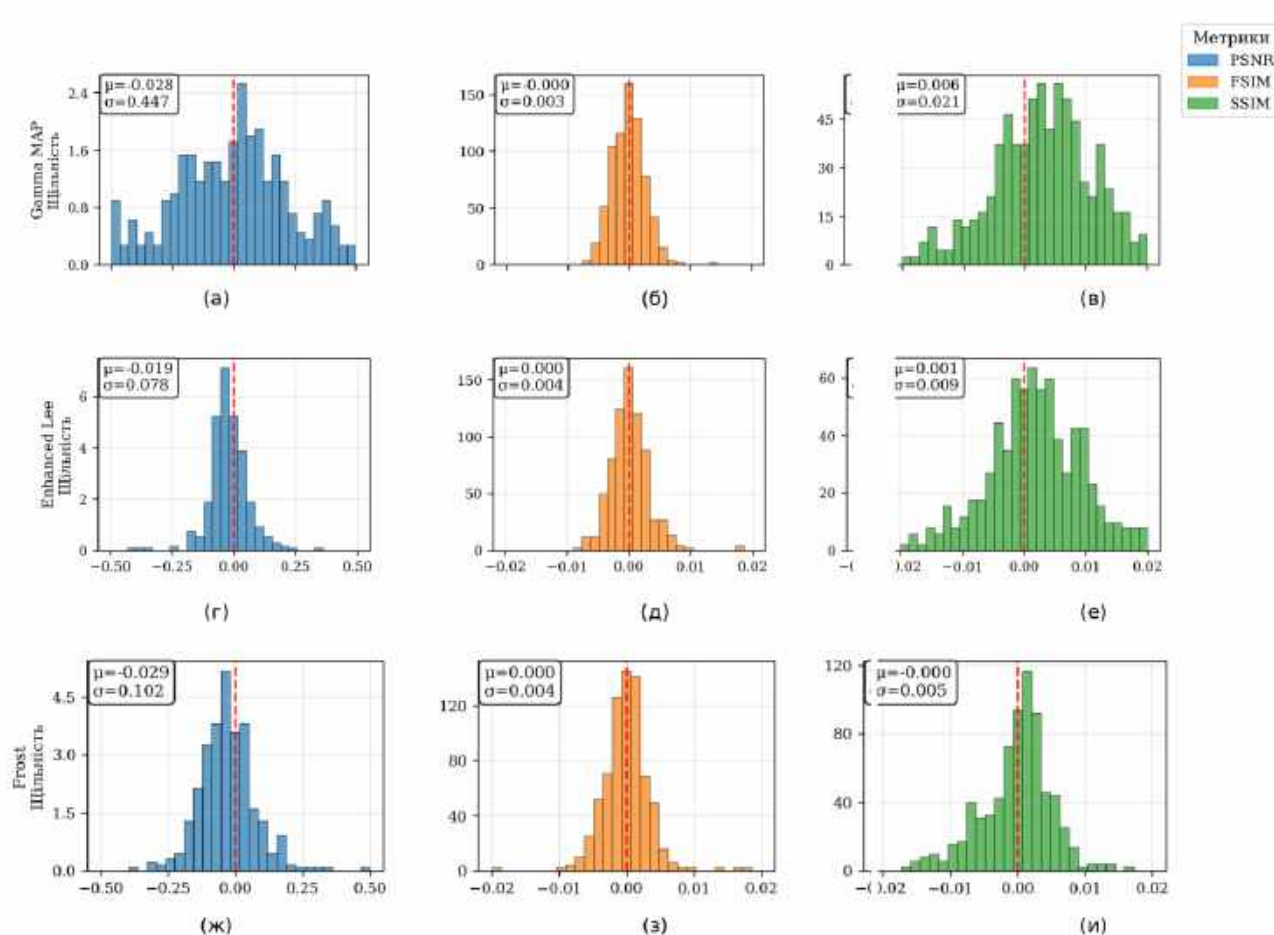 Метрики
PSNR
FSIM
SSIM
Gamma MAP
Щільність
μ=-0.028
σ=0.447
2.4
1.6
0.8
0.0
(а)
μ=-0.000
σ=0.003
150
100
50
0
(б)
μ=0.006
σ=0.021
45
30
15
0
(в)
Enhanced Lee
Щільність
μ=-0.019
σ=0.078
6
4
2
0
−0.50 −0.25 0.00 0.25 0.50
(г)
μ=0.000
σ=0.004
150
100
50
0
−0.02 −0.01 0.00 0.01 0.02
(д)
μ=0.001
σ=0.009
60
40
20
0
−0.01 0.00 0.01 0.02
(е)
Frost
Щільність
μ=-0.029
σ=0.102
4.5
3.0
1.5
0.0
−0.50 −0.25 0.00 0.25 0.50
(ж)
μ=0.000
σ=0.004
120
80
40
0
−0.02 −0.01 0.00 0.01 0.02
(з)
μ=-0.000
σ=0.005
120
80
40
0
−0.01 0.00 0.01 0.02
(и)